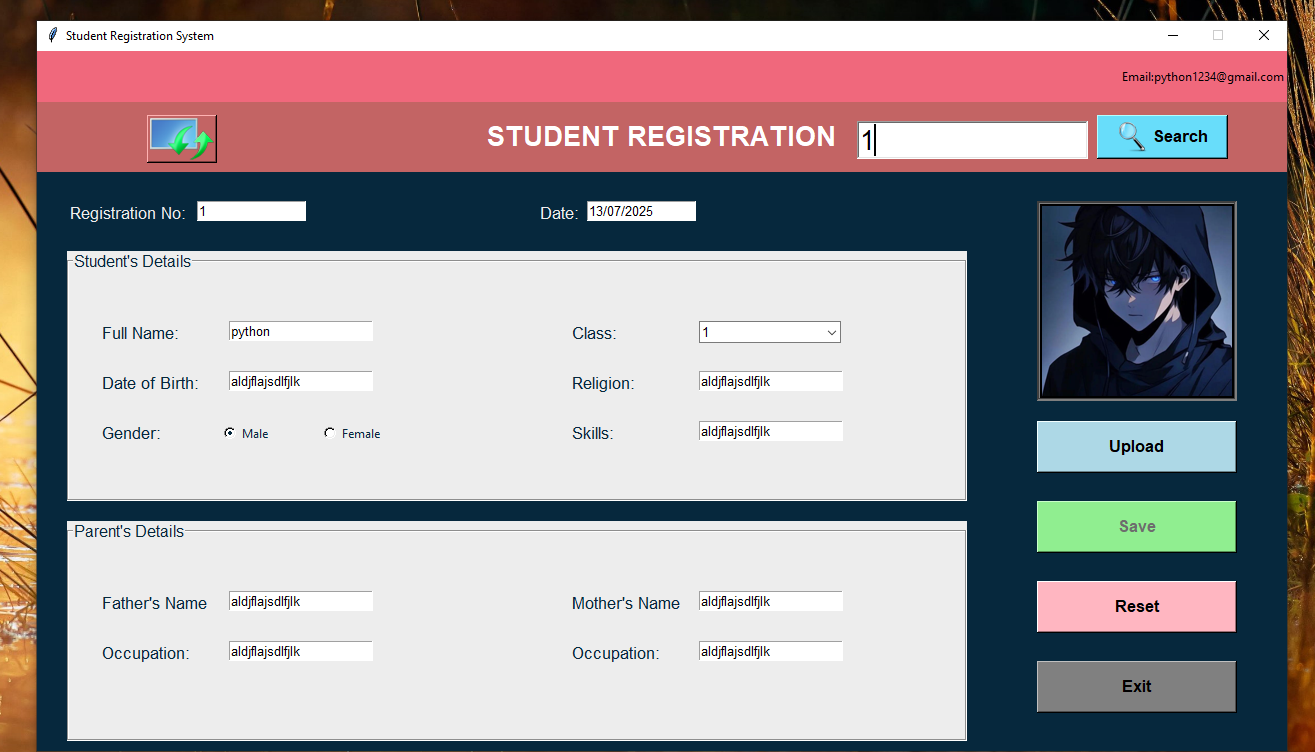 Student Registration System
Email:python1234@gmail.com
STUDENT REGISTRATION
1
Search
Registration No:
1
Date:
13/07/2025
Student's Details
Full Name:
python
Class:
1
Date of Birth:
aldjflajsdlfjlk
Religion:
aldjflajsdlfjlk
Gender:
Male
Female
Skills:
aldjflajsdlfjlk
Parent's Details
Father's Name
aldjflajsdlfjlk
Mother's Name
aldjflajsdlfjlk
Occupation:
aldjflajsdlfjlk
Occupation:
aldjflajsdlfjlk
Upload
Save
Reset
Exit